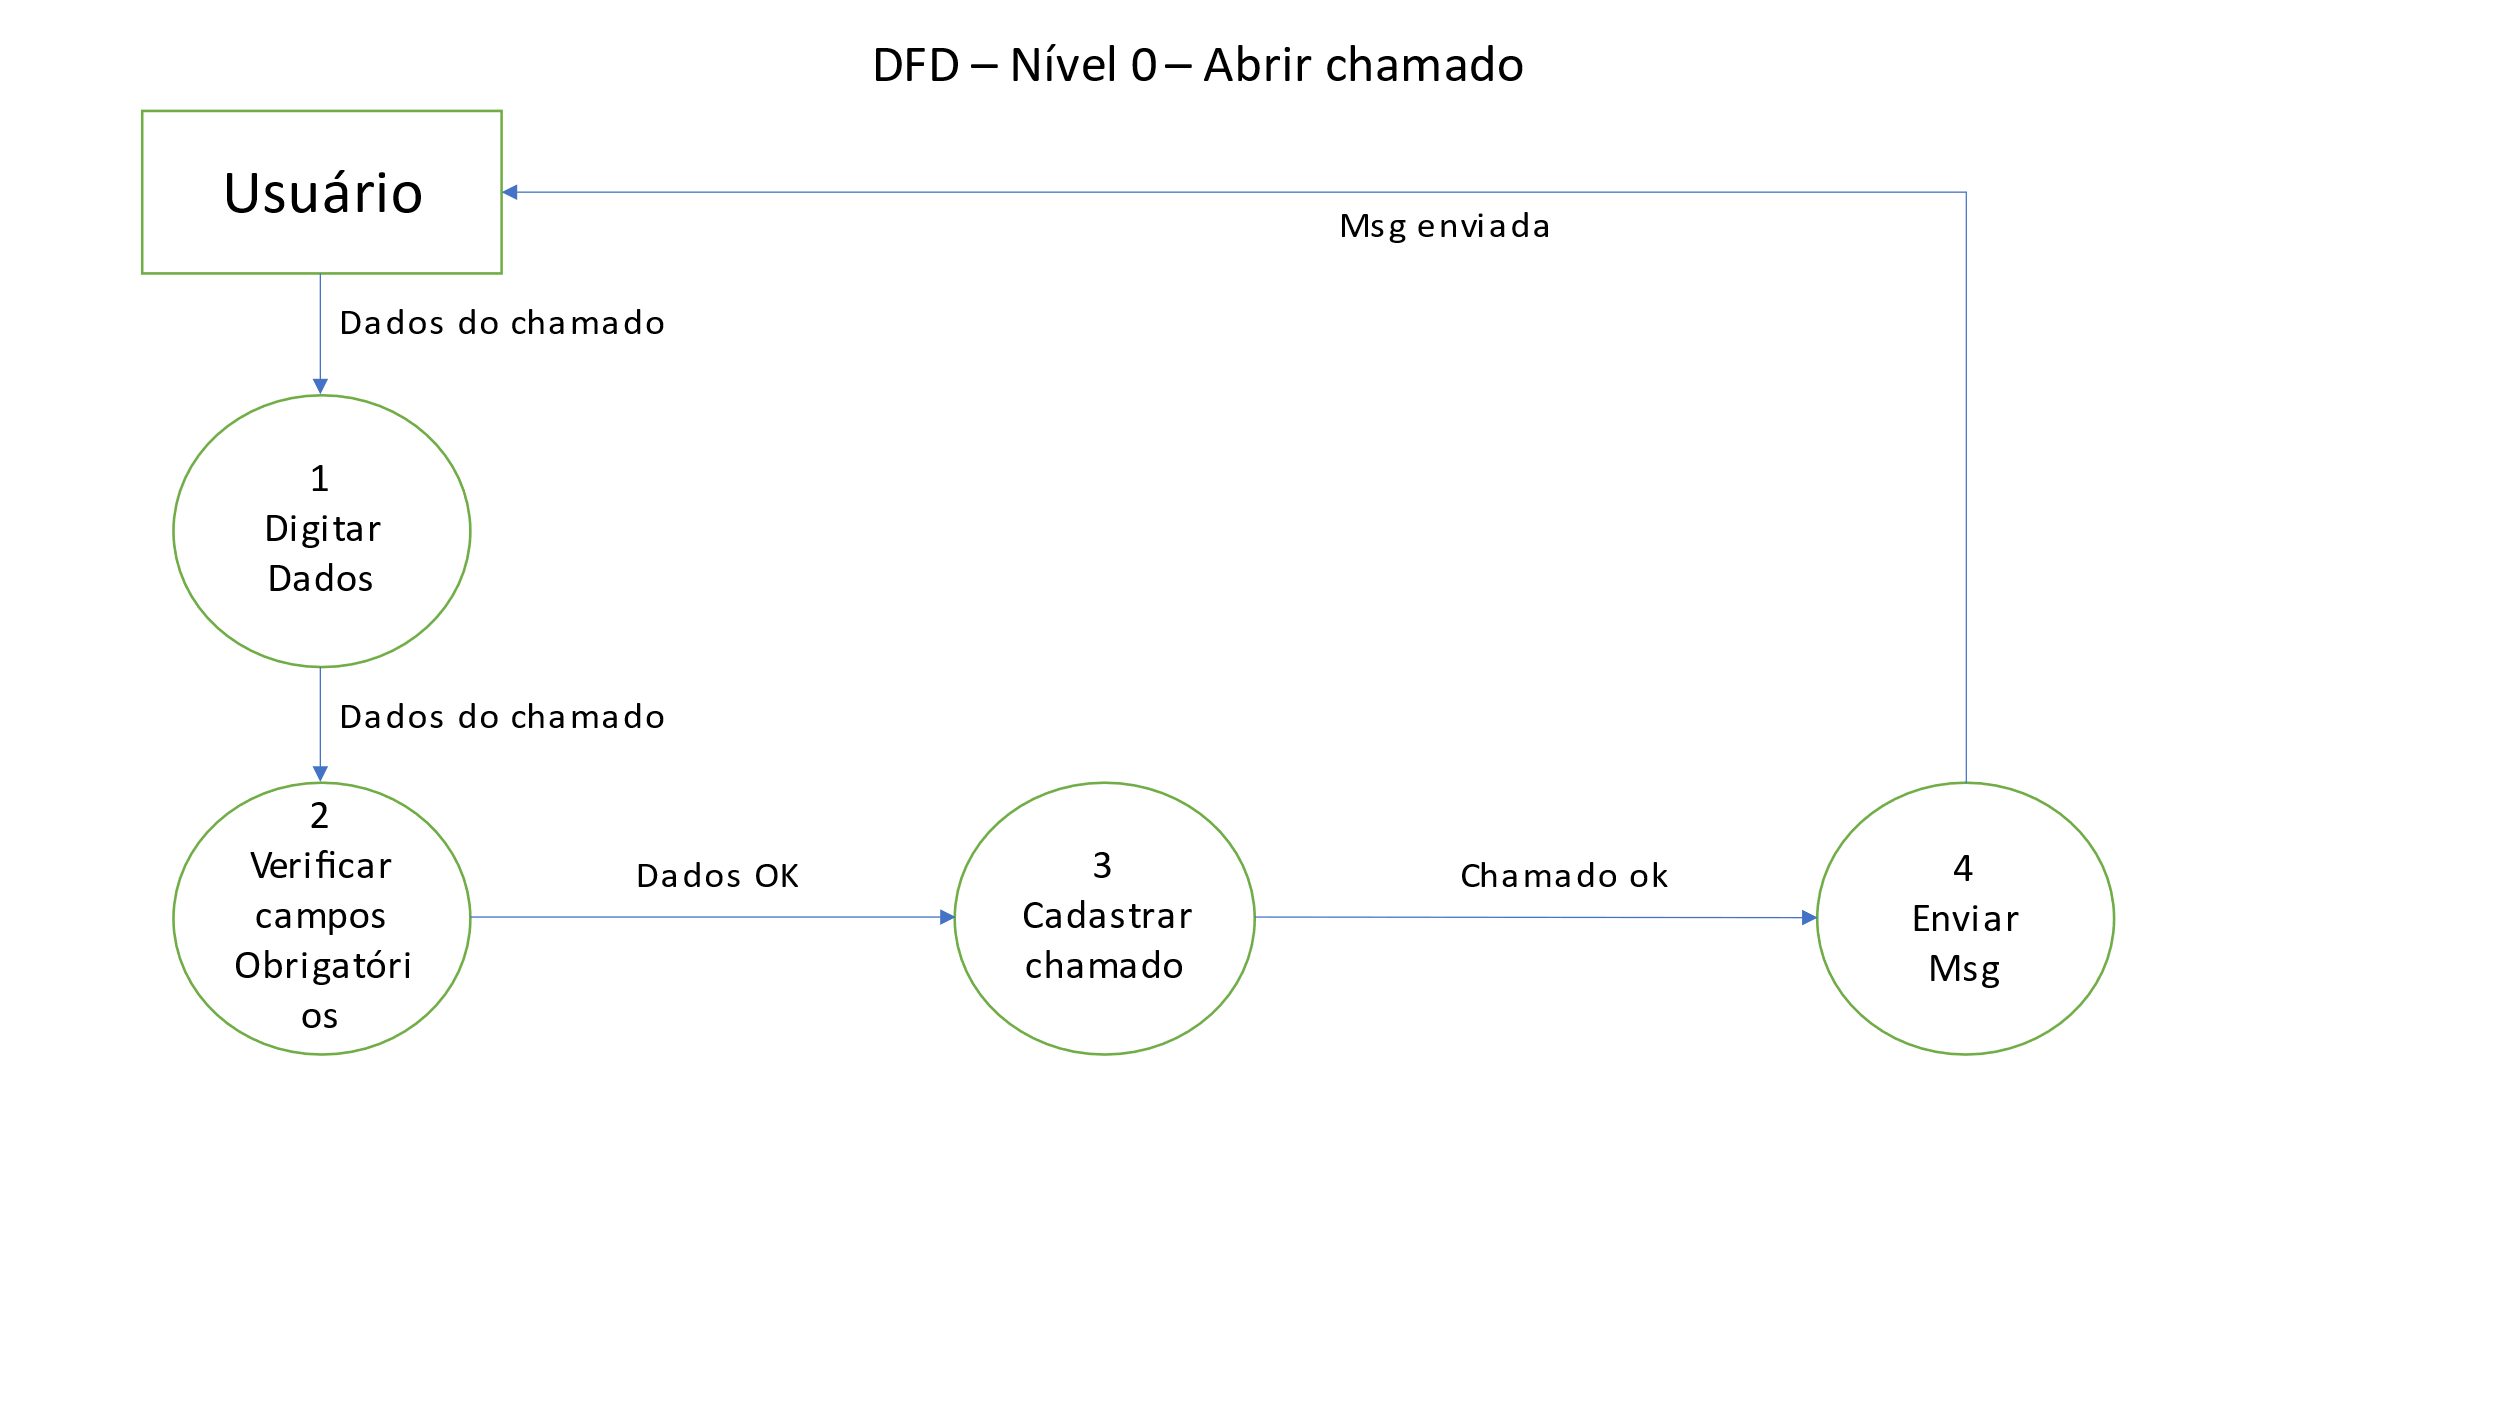 DFD – Nível 0 – Abrir chamado
Usuário
Msg enviada
Dados do chamado
1
Digitar
Dados
Dados do chamado
2
Verificar
campos
Obrigatóri
os
Dados OK
3
Cadastrar
chamado
Chamado ok
4
Enviar
Msg